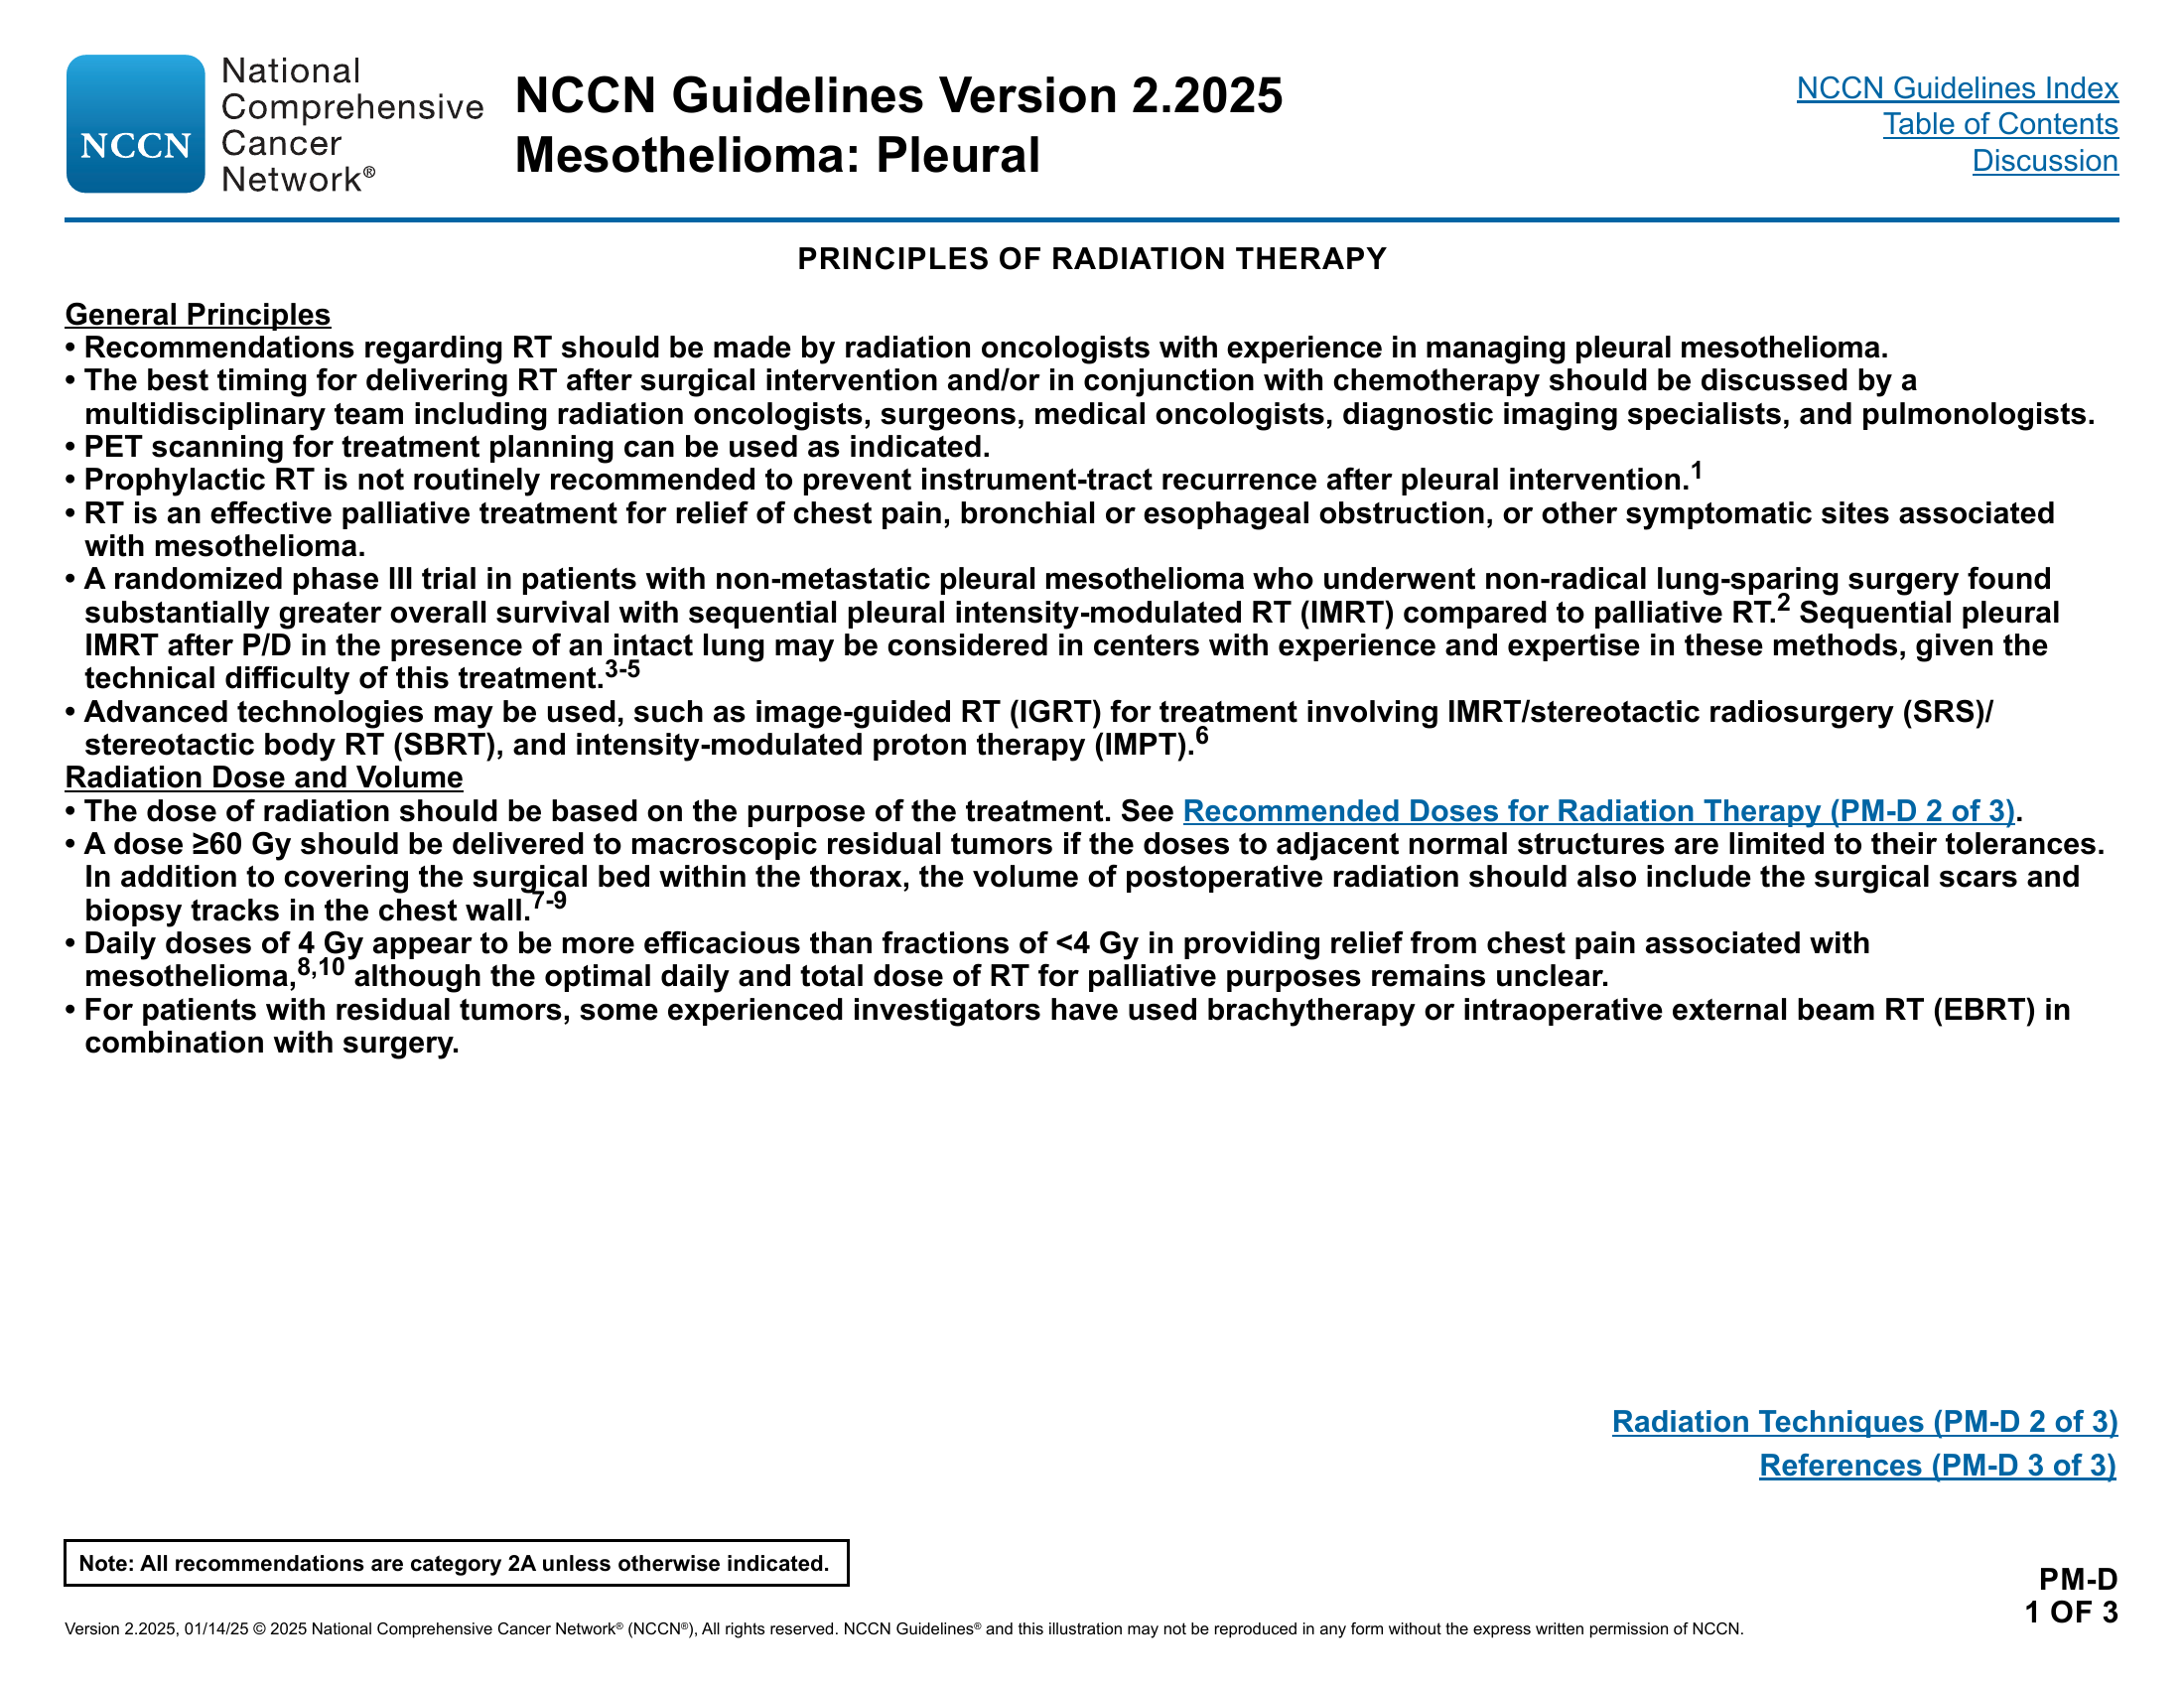 NCCN
National
Comprehensive
Cancer
Network®
NCCN Guidelines Version 2.2025
Mesothelioma: Pleural
NCCN Guidelines Index
Table of Contents
Discussion
PRINCIPLES OF RADIATION THERAPY
General Principles
• Recommendations regarding RT should be made by radiation oncologists with experience in managing pleural mesothelioma.
• The best timing for delivering RT after surgical intervention and/or in conjunction with chemotherapy should be discussed by a
multidisciplinary team including radiation oncologists, surgeons, medical oncologists, diagnostic imaging specialists, and pulmonologists.
• PET scanning for treatment planning can be used as indicated.
• Prophylactic RT is not routinely recommended to prevent instrument-tract recurrence after pleural intervention.1
• RT is an effective palliative treatment for relief of chest pain, bronchial or esophageal obstruction, or other symptomatic sites associated
with mesothelioma.
• A randomized phase III trial in patients with non-metastatic pleural mesothelioma who underwent non-radical lung-sparing surgery found
substantially greater overall survival with sequential pleural intensity-modulated RT (IMRT) compared to palliative RT.2 Sequential pleural
IMRT after P/D in the presence of an intact lung may be considered in centers with experience and expertise in these methods, given the
technical difficulty of this treatment.3-5
• Advanced technologies may be used, such as image-guided RT (IGRT) for treatment involving IMRT/stereotactic radiosurgery (SRS)/
stereotactic body RT (SBRT), and intensity-modulated proton therapy (IMPT).6
Radiation Dose and Volume
• The dose of radiation should be based on the purpose of the treatment. See Recommended Doses for Radiation Therapy (PM-D 2 of 3).
• A dose ≥60 Gy should be delivered to macroscopic residual tumors if the doses to adjacent normal structures are limited to their tolerances.
In addition to covering the surgical bed within the thorax, the volume of postoperative radiation should also include the surgical scars and
biopsy tracks in the chest wall.7-9
• Daily doses of 4 Gy appear to be more efficacious than fractions of <4 Gy in providing relief from chest pain associated with
mesothelioma,8,10 although the optimal daily and total dose of RT for palliative purposes remains unclear.
• For patients with residual tumors, some experienced investigators have used brachytherapy or intraoperative external beam RT (EBRT) in
combination with surgery.
Radiation Techniques (PM-D 2 of 3)
References (PM-D 3 of 3)
Note: All recommendations are category 2A unless otherwise indicated.
PM-D
1 OF 3
Version 2.2025, 01/14/25 © 2025 National Comprehensive Cancer Network® (NCCN®), All rights reserved. NCCN Guidelines® and this illustration may not be reproduced in any form without the express written permission of NCCN.